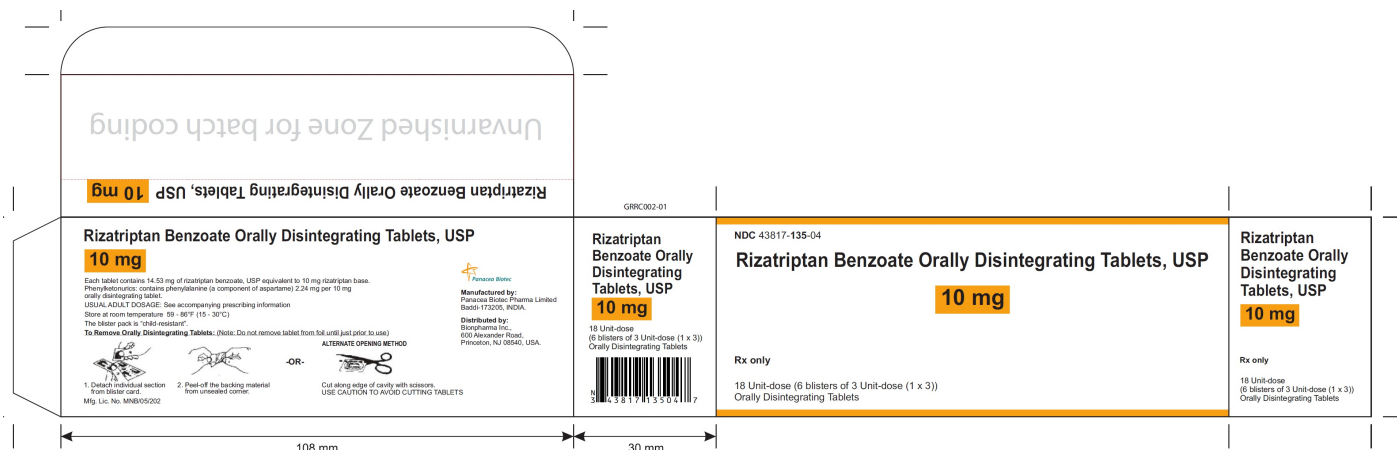 Unvarnished Zone for batch coding
Rizatriptan Benzoate Orally Disintegrating Tablets, USP 10 mg
Rizatriptan Benzoate Orally Disintegrating Tablets, USP
10 mg
Each tablet contains 14.53 mg of rizatriptan benzoate, USP equivalent to 10 mg rizatriptan base.
Phenylketonurics: contains phenylalanine (a component of aspartame) 2.24 mg per 10 mg
orally disintegrating tablet.
USUAL ADULT DOSAGE: See accompanying prescribing information
Store at room temperature 59 - 86°F (15 - 30°C)
The blister pack is "child-resistant".
To Remove Orally Disintegrating Tablets: (Note: Do not remove tablet from foil until just prior to use)
ALTERNATE OPENING METHOD
-OR-
1. Detach individual section
from blister card.
2. Peel-off the backing material
from unsealed corner.
Cut along edge of cavity with scissors.
USE CAUTION TO AVOID CUTTING TABLETS
Mfg. Lic. No. MNB/05/202
Panacea Biotec
Manufactured by:
Panacea Biotec Pharma Limited
Baddi-173205, INDIA.
Distributed by:
Bionpharma Inc.,
600 Alexander Road,
Princeton, NJ 08540, USA.
108 mm
GRRC002-01
Rizatriptan
Benzoate Orally
Disintegrating
Tablets, USP
10 mg
18 Unit-dose
(6 blisters of 3 Unit-dose (1 x 3))
Orally Disintegrating Tablets
N
3 43817 13504 7
30 mm
NDC 43817-135-04
Rizatriptan Benzoate Orally Disintegrating Tablets, USP
10 mg
Rx only
18 Unit-dose (6 blisters of 3 Unit-dose (1 x 3))
Orally Disintegrating Tablets
Rizatriptan
Benzoate Orally
Disintegrating
Tablets, USP
10 mg
Rx only
18 Unit-dose
(6 blisters of 3 Unit-dose (1 x 3))
Orally Disintegrating Tablets